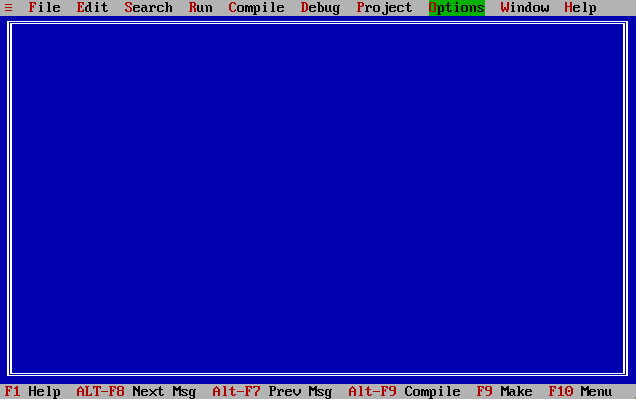 ≡ File Edit Search Run Compile Debug Project Options Window Help
F1 Help ALT-F8 Next Msg Alt-F7 Prev Msg Alt-F9 Compile F9 Make F10 Menu